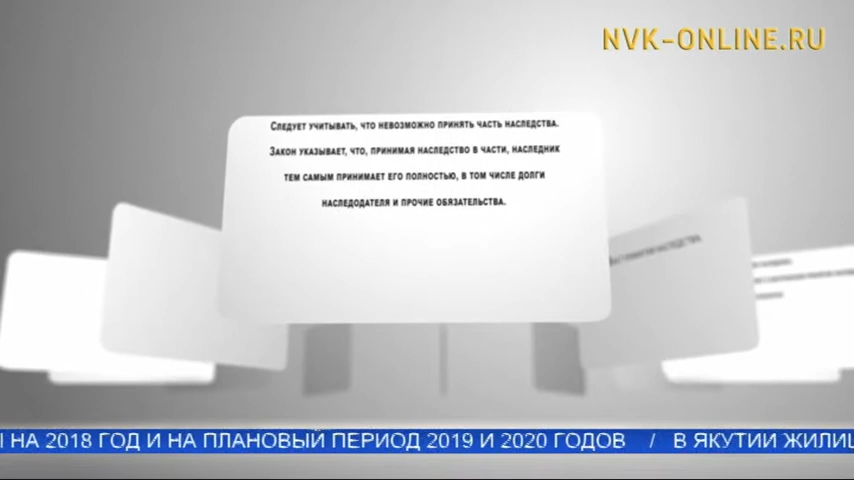 NVK-ONLINE.RU
СЛЕДУЕТ УЧИТЫВАТЬ, ЧТО НЕВОЗМОЖНО ПРИНЯТЬ ЧАСТЬ НАСЛЕДСТВА.
ЗАКОН УКАЗЫВАЕТ, ЧТО, ПРИНИМАЯ НАСЛЕДСТВО В ЧАСТИ, НАСЛЕДНИК
ТЕМ САМЫМ ПРИНИМАЕТ ЕГО ПОЛНОСТЬЮ, В ТОМ ЧИСЛЕ ДОЛГИ
НАСЛЕДОДАТЕЛЯ И ПРОЧИЕ ОБЯЗАТЕЛЬСТВА.
НАСЛЕДСТВА
Ы НА 2018 ГОД И НА ПЛАНОВЫЙ ПЕРИОД 2019 И 2020 ГОДОВ / В ЯКУТИИ ЖИЛИЩ